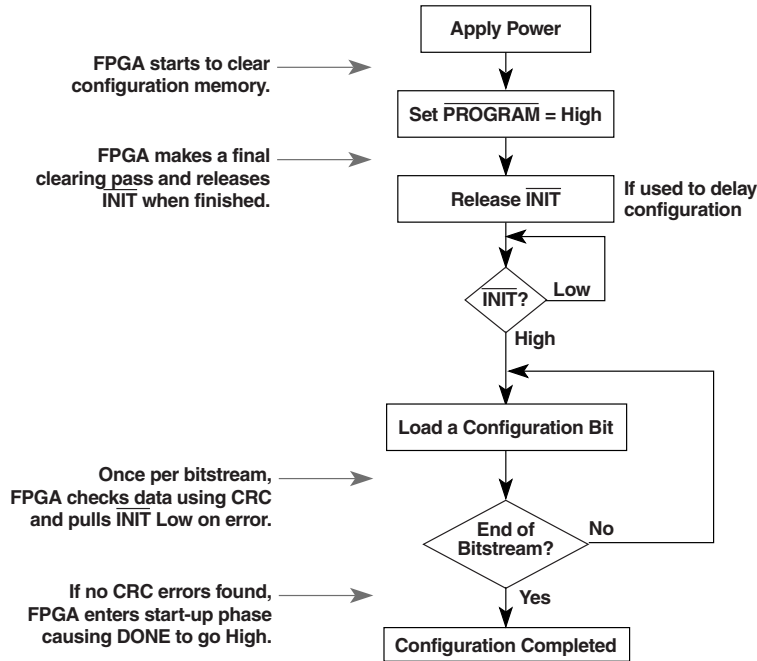 Apply Power
FPGA starts to clear
configuration memory.
Set PROGRAM = High
FPGA makes a final
clearing pass and releases
INIT when finished.
Release INIT
If used to delay
configuration
INIT?
Low
High
Load a Configuration Bit
Once per bitstream,
FPGA checks data using CRC
and pulls INIT Low on error.
End of
Bitstream?
No
Yes
If no CRC errors found,
FPGA enters start-up phase
causing DONE to go High.
Configuration Completed